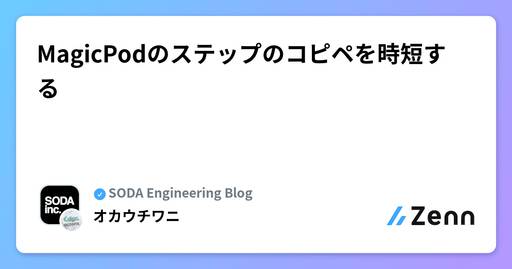 MagicPodのステップのコピペを時短す
る
SODA
inc.
SODA Engineering Blog
オカウチワニ
Zenn